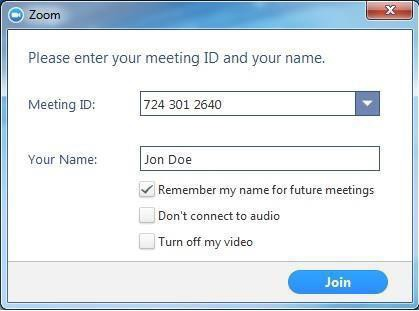 Zoom
Please enter your meeting ID and your name.
Meeting ID: 724 301 2640
Your Name: Jon Doe
Remember my name for future meetings
Don't connect to audio
Turn off my video
Join